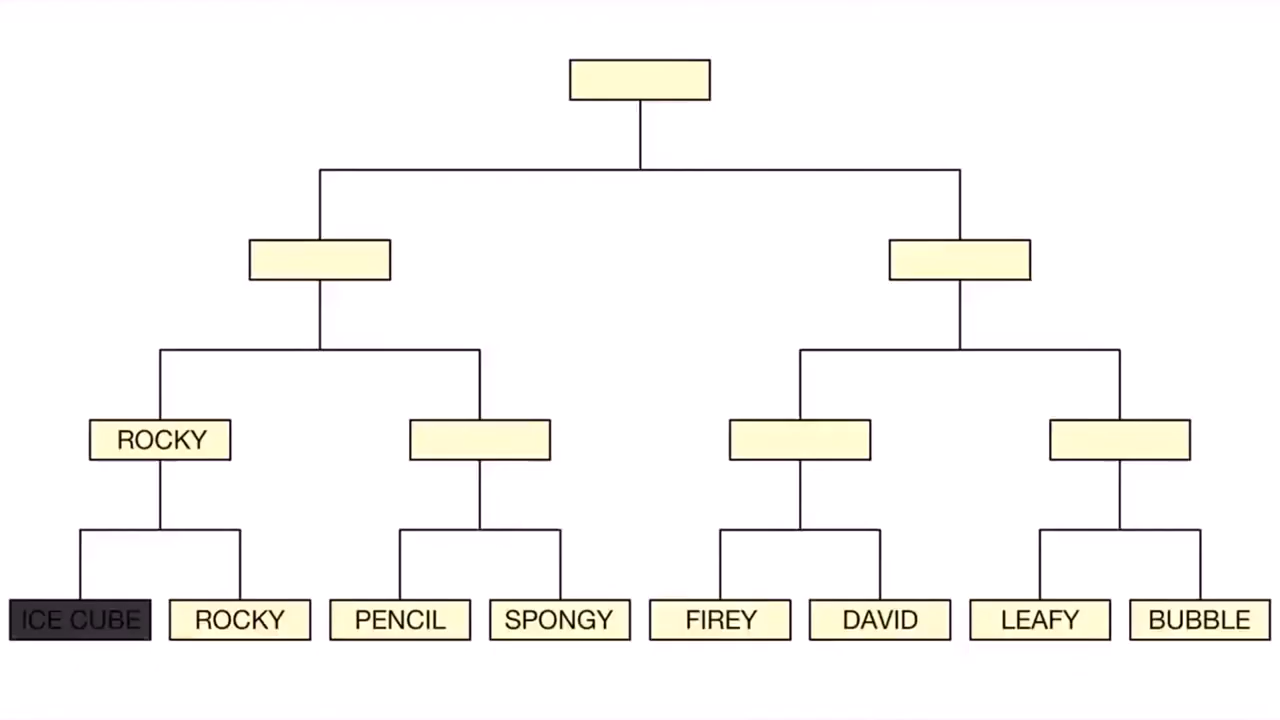 ROCKY
ICE CUBE
ROCKY
PENCIL
SPONGY
FIREY
DAVID
LEAFY
BUBBLE